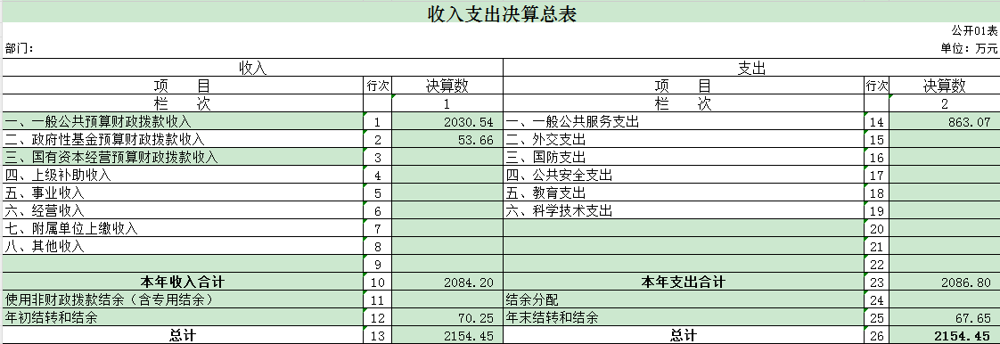 收入支出决算总表
公开01表
部门： 单位：万元
收入 支出
项 目 行次 决算数 项 目 行次 决算数
栏 次 1 栏 次 2
一、一般公共预算财政拨款收入 1 2030.54 一、一般公共服务支出 14 863.07
二、政府性基金预算财政拨款收入 2 53.66 二、外交支出 15
三、国有资本经营预算财政拨款收入 3 三、国防支出 16
四、上级补助收入 4 四、公共安全支出 17
五、事业收入 5 五、教育支出 18
六、经营收入 6 六、科学技术支出 19
七、附属单位上缴收入 7 20
八、其他收入 8 21
9 22
本年收入合计 10 2084.20 本年支出合计 23 2086.80
使用非财政拨款结余（含专用结余） 11 结余分配 24
年初结转和结余 12 70.25 年末结转和结余 25 67.65
总计 13 2154.45 总计 26 2154.45